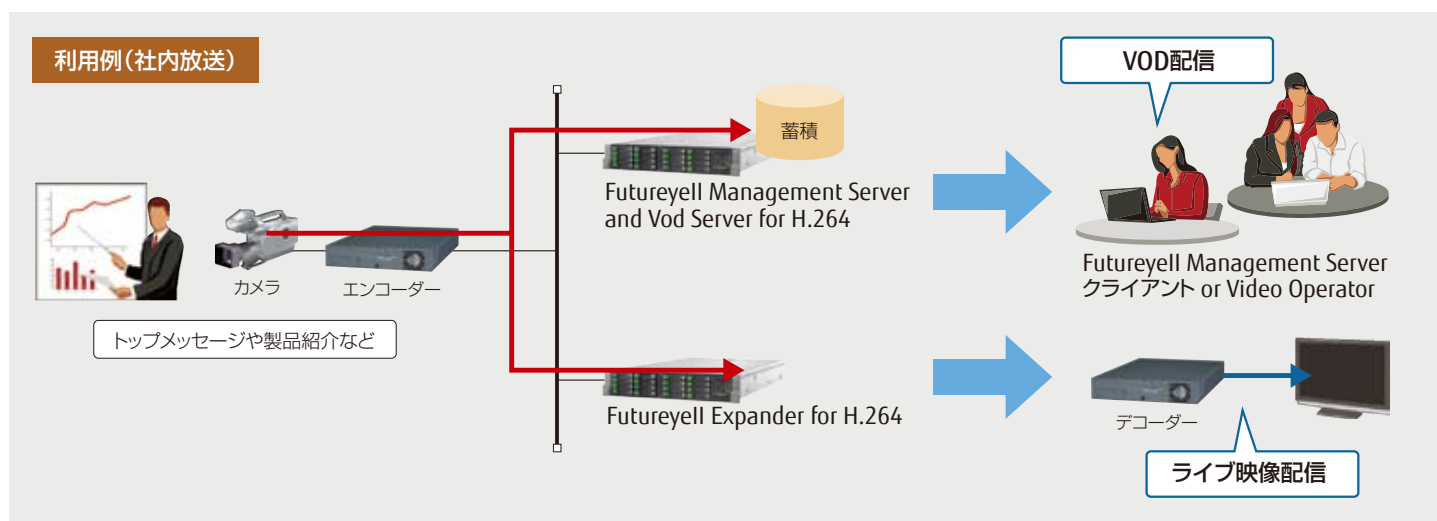 利用例（社内放送）
VOD配信
蓄積
Futureyell Management Server
and Vod Server for H.264
カメラ
エンコーダー
トップメッセージや製品紹介など
Futureyell Management Server
クライアント or Video Operator
Futureyell Expander for H.264
デコーダー
ライブ映像配信